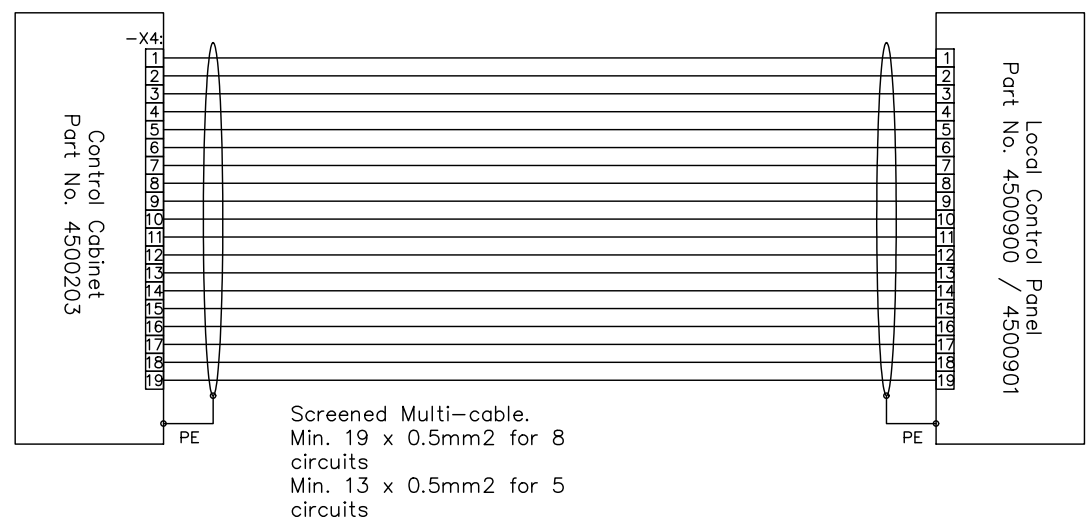 -X4:
1 1
2 2
3 3
4 4
5 5
6 6
7 7
8 8
9 9
10 10
11 11
12 12
13 13
14 14
15 15
16 16
17 17
18 18
19 19
Control Cabinet
Part No. 4500203
Local Control Panel
Part No. 4500900 / 4500901
PE
PE
Screened Multi-cable.
Min. 19 x 0.5mm2 for 8
circuits
Min. 13 x 0.5mm2 for 5
circuits